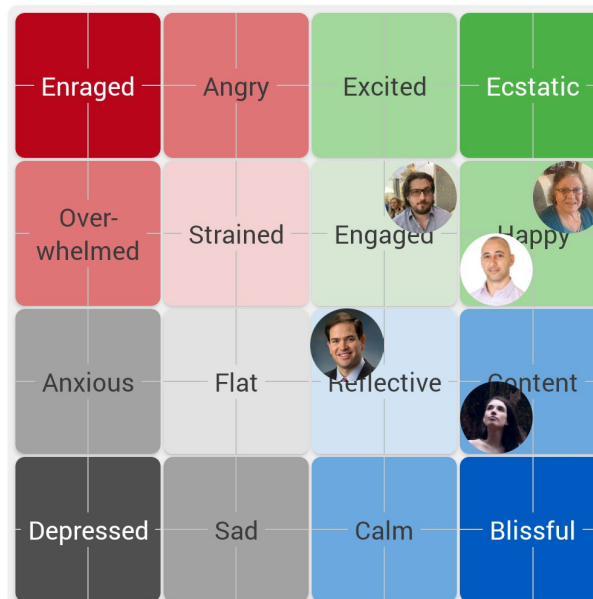 Enraged
Angry
Excited
Ecstatic
Over-
whelmed
Strained
Engaged
Happy
Anxious
Flat
Reflective
Content
Depressed
Sad
Calm
Blissful